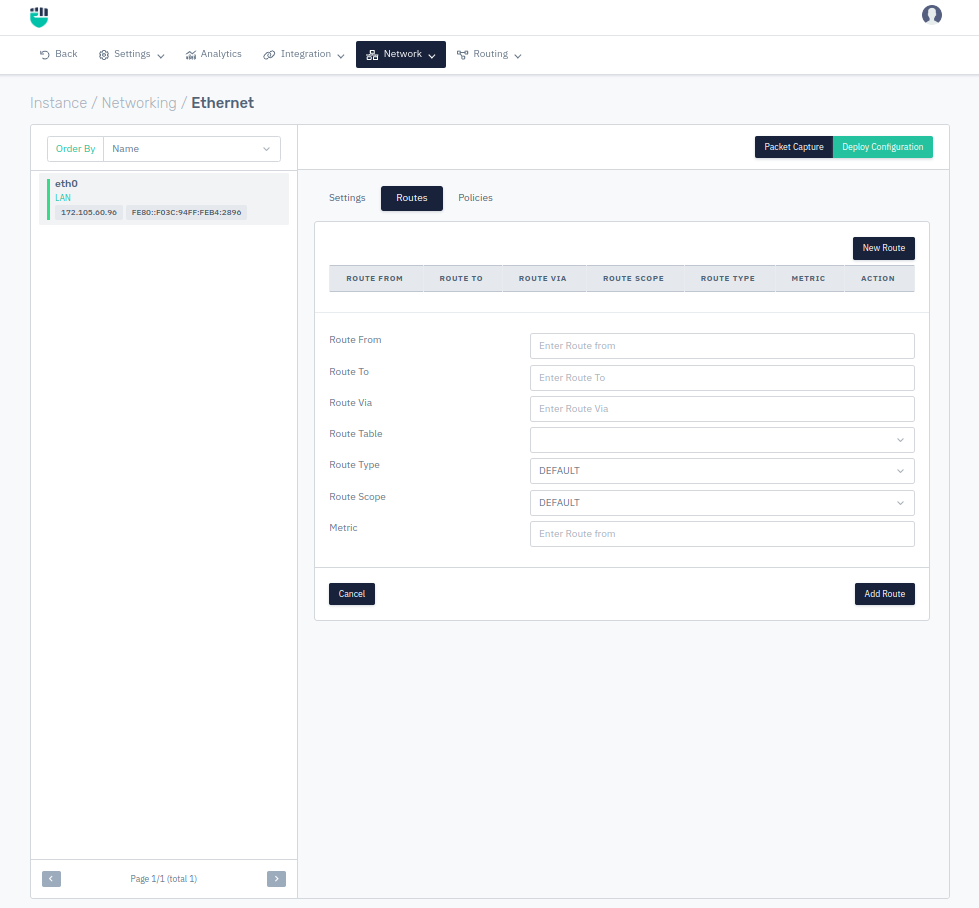 Back Settings Analytics Integration Network Routing
Instance / Networking / Ethernet
Order By Name
Packet Capture Deploy Configuration
eth0
LAN
172.105.60.96 FE80::F03C:94FF:FEB4:2896
Settings Routes Policies
New Route
ROUTE FROM ROUTE TO ROUTE VIA ROUTE SCOPE ROUTE TYPE METRIC ACTION
Route From Enter Route from
Route To Enter Route To
Route Via Enter Route Via
Route Table
Route Type DEFAULT
Route Scope DEFAULT
Metric Enter Route from
Cancel Add Route
Page 1/1 (total 1)